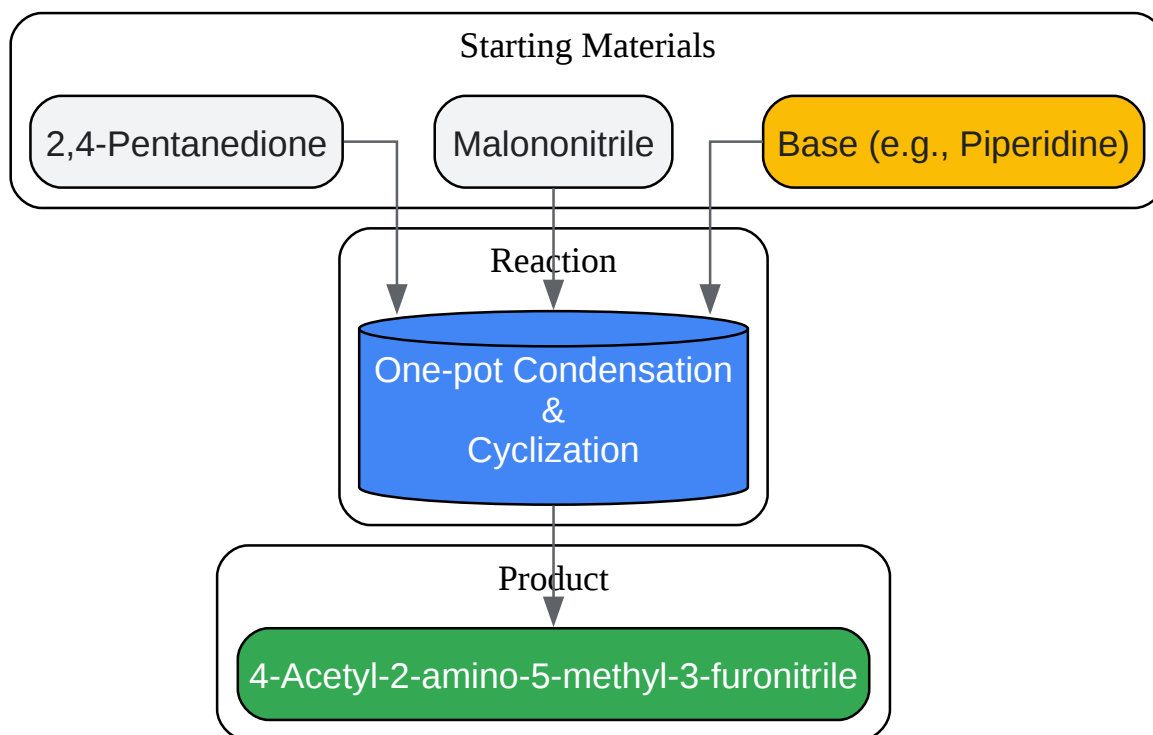 Starting Materials
2,4-Pentanedione
Malononitrile
Base (e.g., Piperidine)
Reaction
One-pot Condensation
&
Cyclization
Product
4-Acetyl-2-amino-5-methyl-3-furonitrile